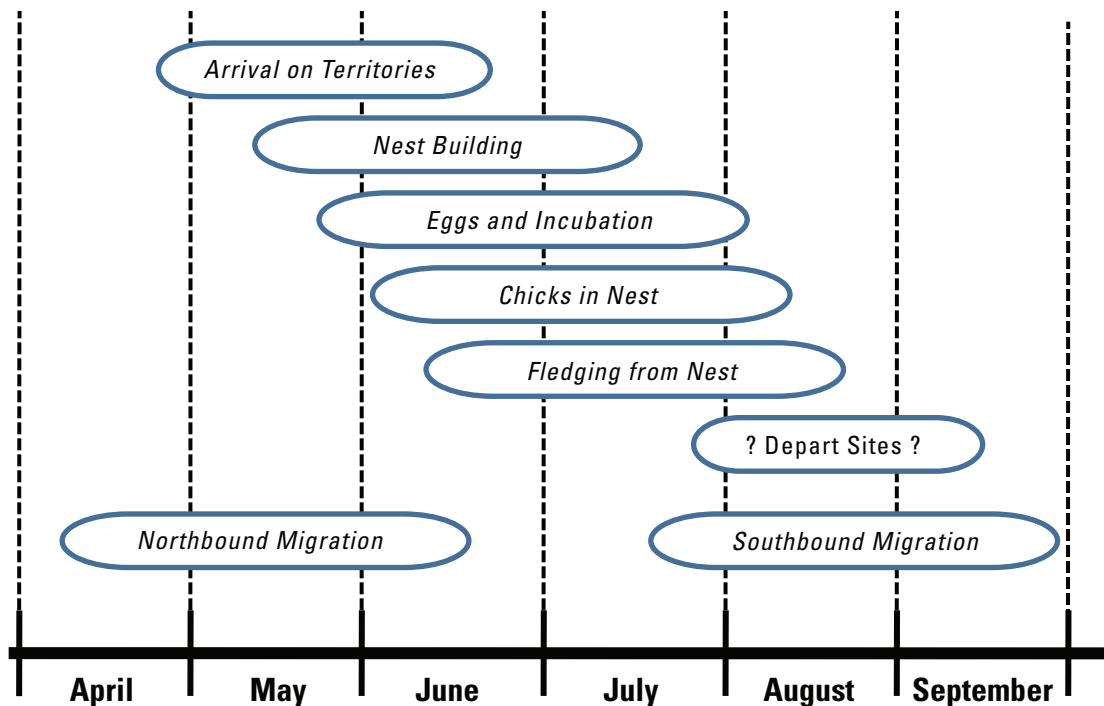 Arrival on Territories
Nest Building
Eggs and Incubation
Chicks in Nest
Fledging from Nest
? Depart Sites ?
Northbound Migration
Southbound Migration
April
May
June
July
August
September